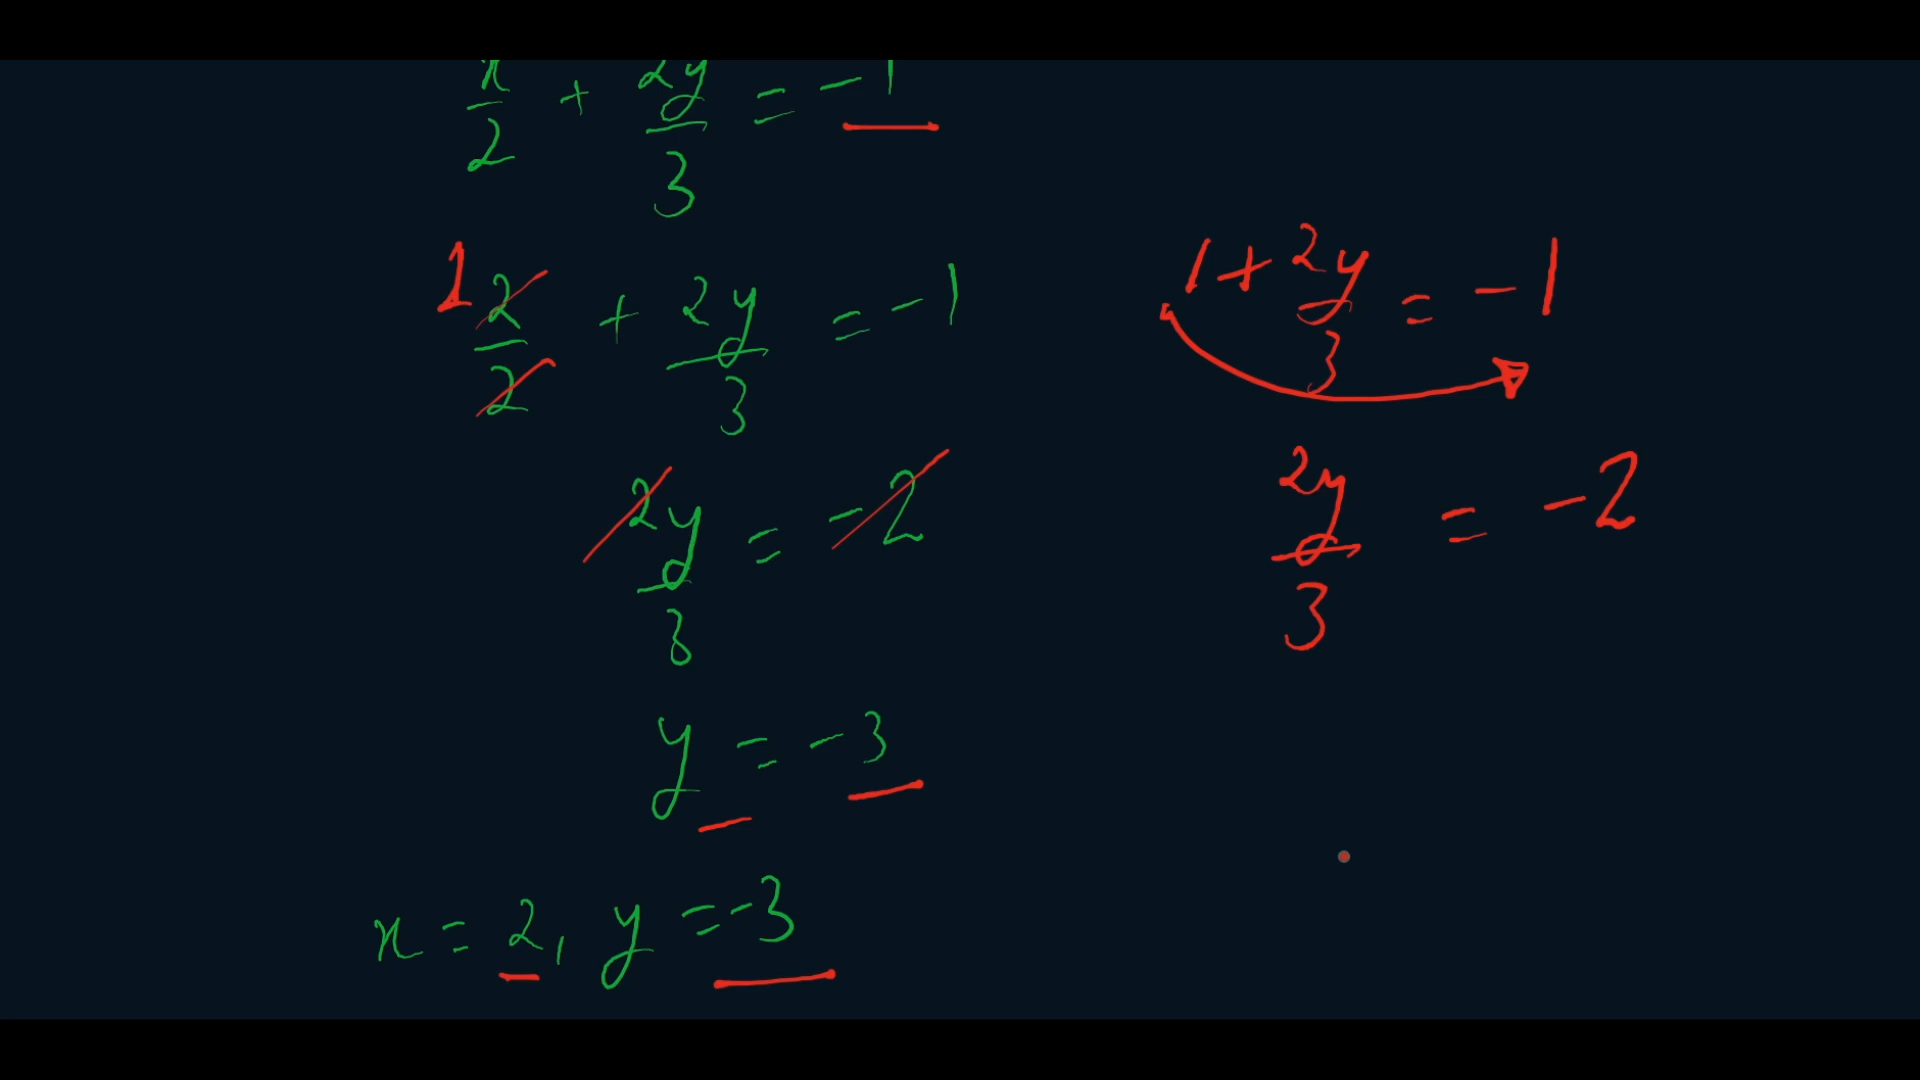 x/2 + 2y/3 = -1
1 2/2 + 2y/3 = -1
2y/3 = -2
y = -3
x = 2, y = -3
1 + 2y/3 = -1
2y/3 = -2